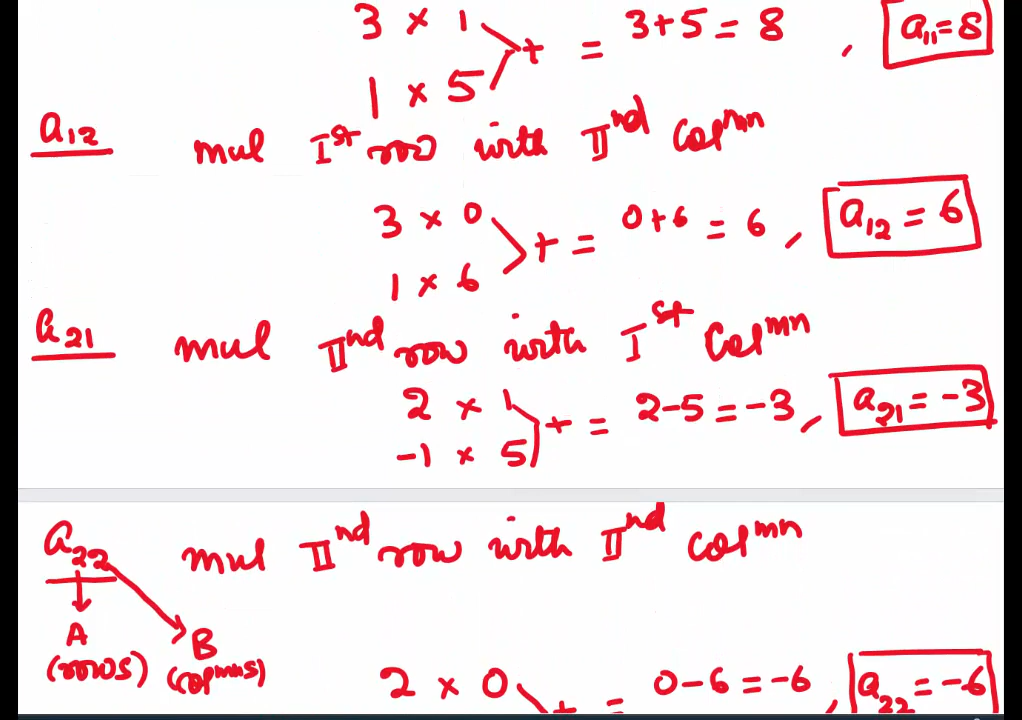 3 × 1 + = 3+5 = 8 , a11 = 8
1 × 5
a12 mul Ist row with IInd Colmn
3 × 0 + = 0+6 = 6 , a12 = 6
1 × 6
a21 mul IInd row with Ist Colmn
2 × 1 + = 2-5 = -3 , a21 = -3
-1 × 5
a22 mul IInd row with IInd colmn
A B
(rows) (colmns)
2 × 0 + = 0-6 = -6 , a22 = -6